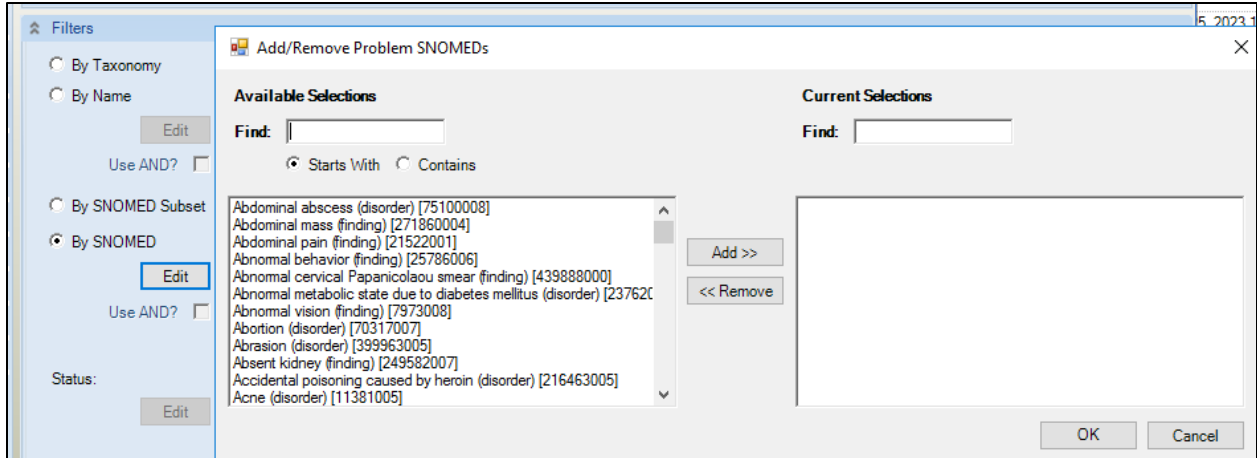 5, 2023 1
Filters
By Taxonomy
By Name
Edit
Use AND?
By SNOMED Subset
By SNOMED
Edit
Use AND?
Status:
Edit
Add/Remove Problem SNOMEDs
Available Selections
Find:
Starts With Contains
Abdominal abscess (disorder) [75100008]
Abdominal mass (finding) [271860004]
Abdominal pain (finding) [21522001]
Abnormal behavior (finding) [25786006]
Abnormal cervical Papanicolaou smear (finding) [439888000]
Abnormal metabolic state due to diabetes mellitus (disorder) [23762
Abnormal vision (finding) [7973008]
Abortion (disorder) [70317007]
Abrasion (disorder) [399963005]
Absent kidney (finding) [249582007]
Accidental poisoning caused by heroin (disorder) [216463005]
Acne (disorder) [11381005]
Add >>
<< Remove
Current Selections
Find:
OK
Cancel